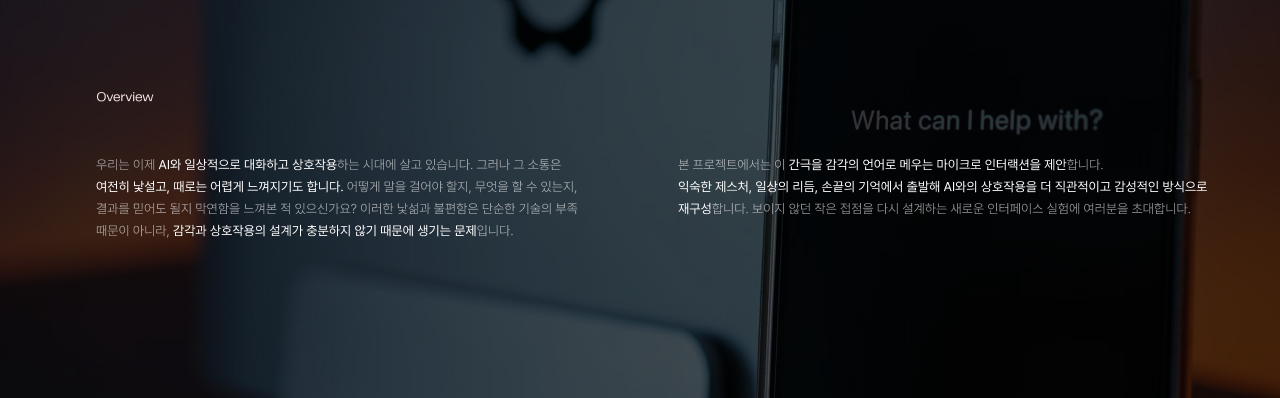 Overview
What can I help with?
우리는 이제 AI와 일상적으로 대화하고 상호작용하는 시대에 살고 있습니다. 그러나 그 소통은
여전히 낯설고, 때로는 어렵게 느껴지기도 합니다. 어떻게 말을 걸어야 할지, 무엇을 할 수 있는지,
결과를 믿어도 될지 막연함을 느껴본 적 있으신가요? 이러한 낯섦과 불편함은 단순한 기술의 부족
때문이 아니라, 감각과 상호작용의 설계가 충분하지 않기 때문에 생기는 문제입니다.
본 프로젝트에서는 이 간극을 감각의 언어로 메우는 마이크로 인터랙션을 제안합니다.
익숙한 제스처, 일상의 리듬, 손끝의 기억에서 출발해 AI와의 상호작용을 더 직관적이고 감성적인 방식으로
재구성합니다. 보이지 않던 작은 접점을 다시 설계하는 새로운 인터페이스 실험에 여러분을 초대합니다.